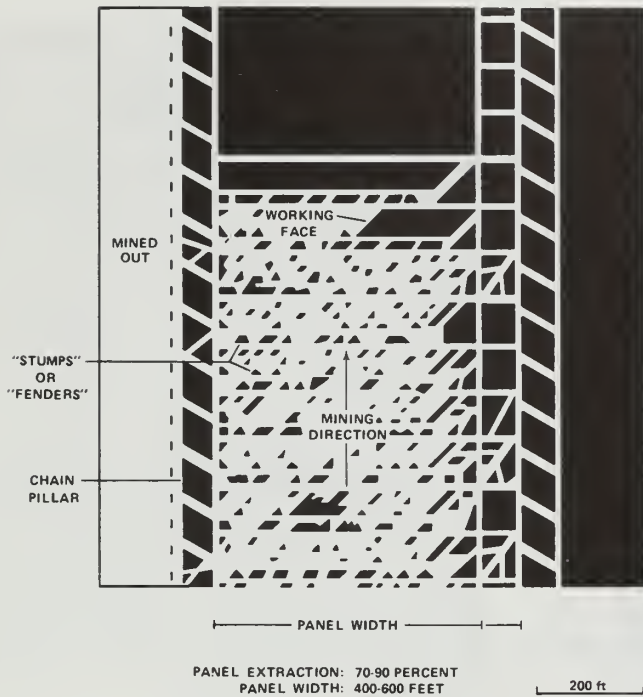 WORKING
FACE
MINED
OUT
"STUMPS"
OR
"FENDERS"
MINING
DIRECTION
CHAIN
PILLAR
PANEL WIDTH
PANEL EXTRACTION: 70-90 PERCENT
PANEL WIDTH: 400-600 FEET
200 ft